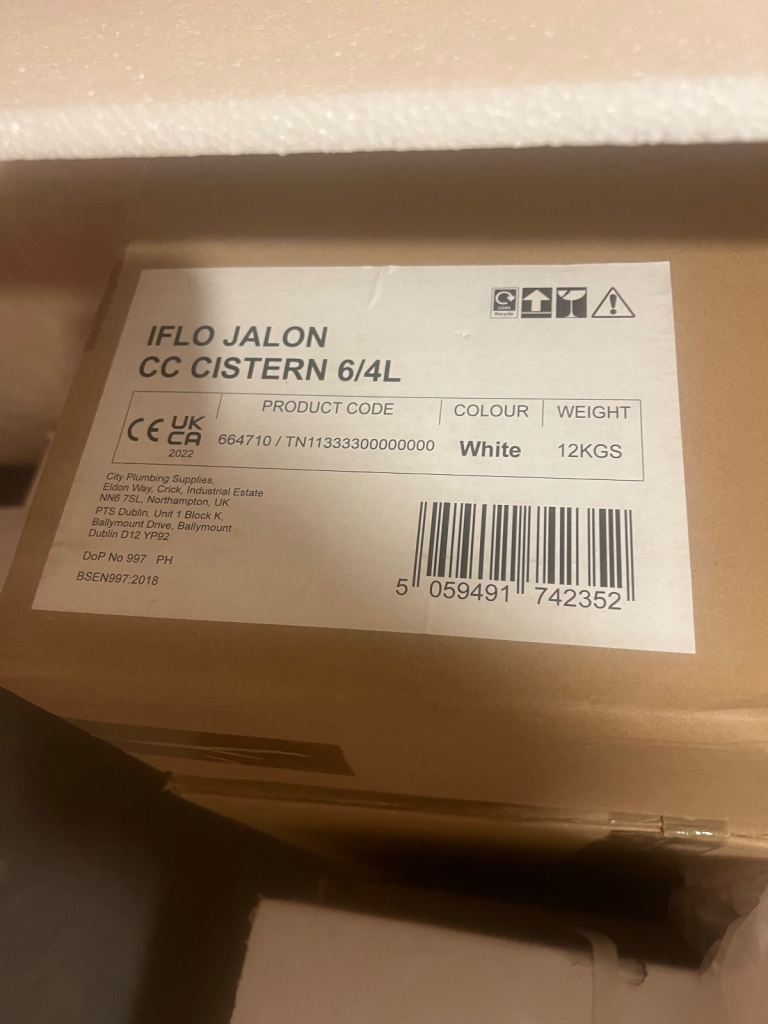 IFLO JALON
CC CISTERN 6/4L
PRODUCT CODE COLOUR WEIGHT
CE UK CA 2022 664710 / TN11333300000000 White 12KGS
City Plumbing Supplies,
Eldon Way, Crick, Industrial Estate
NN6 7SL, Northampton, UK
PTS Dublin, Unit 1 Block K,
Ballymount Drive, Ballymount
Dublin D12 YP92
DoP No 997 PH
BSEN997:2018
5 059491 742352